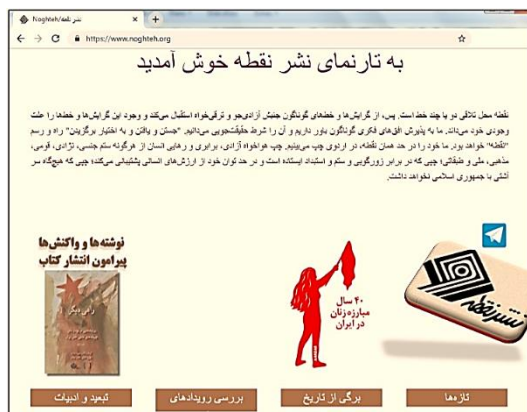 Noghteh/نشر نقطه
https://www.noghteh.org
به تارنمای نشر نقطه خوش آمدید
نقطه محل تلاقی دو یا چند خط است. پس، از گرایش‌ها و خط‌های گوناگون جنبش آزادی‌جو و ترقی‌خواه استقبال می‌کند و وجود این گرایش‌ها و خط‌ها را علت
وجودی خود می‌داند. ما به پذیرش افق‌های فکری گوناگون باور داریم و آن را شرط حقیقت‌جویی می‌دانیم. "جستن و یافتن و به اختیار برگزیدن" راه و رسم
"نقطه" خواهد بود. ما خود را در حد همان نقطه، در اردوی چپ می‌بینیم. چپ هواخواه آزادی، برابری و رهایی انسان از هرگونه ستم جنسی، نژادی، قومی،
مذهبی، ملی و طبقاتی؛ چپی که در برابر زورگویی و ستم و استبداد ایستاده است و در حد توان خود از ارزش‌های انسانی پشتیبانی می‌کند؛ چپی که هیچگاه سر
آشتی با جمهوری اسلامی نخواهد داشت.
نوشته‌ها و واکنش‌ها
پیرامون انتشار کتاب
راهی دیگر
۴۰ سال
مبارزه زنان
در ایران
نشر نقطه
تازه‌ها
برگی از تاریخ
بررسی رویدادهای
تبعید و ادبیات